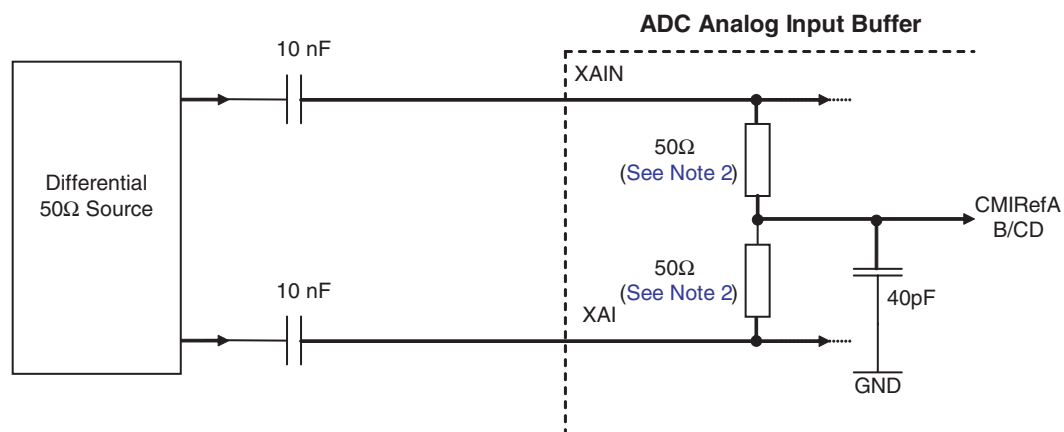 ADC Analog Input Buffer
10 nF
XAIN
50Ω
(See Note 2)
Differential
50Ω Source
CMIRefA
B/CD
50Ω
(See Note 2)
10 nF
XAI
40pF
GND